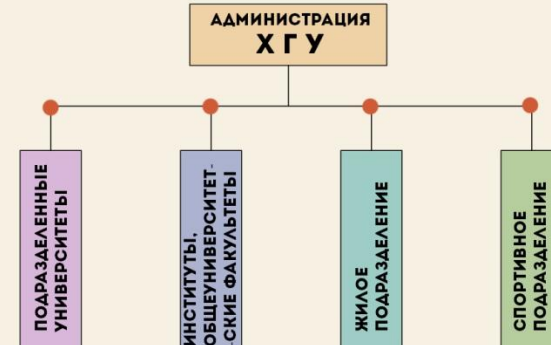 АДМИНИСТРАЦИЯ
ХГУ
ПОДРАЗДЕЛЕННЫЕ
УНИВЕРСИТЕТЫ
ИНСТИТУТЫ,
ОБЩЕУНИВЕРСИТЕТ-
СКИЕ ФАКУЛЬТЕТЫ
ЖИЛОЕ
ПОДРАЗДЕЛЕНИЕ
СПОРТИВНОЕ
ПОДРАЗДЕЛЕНИЕ